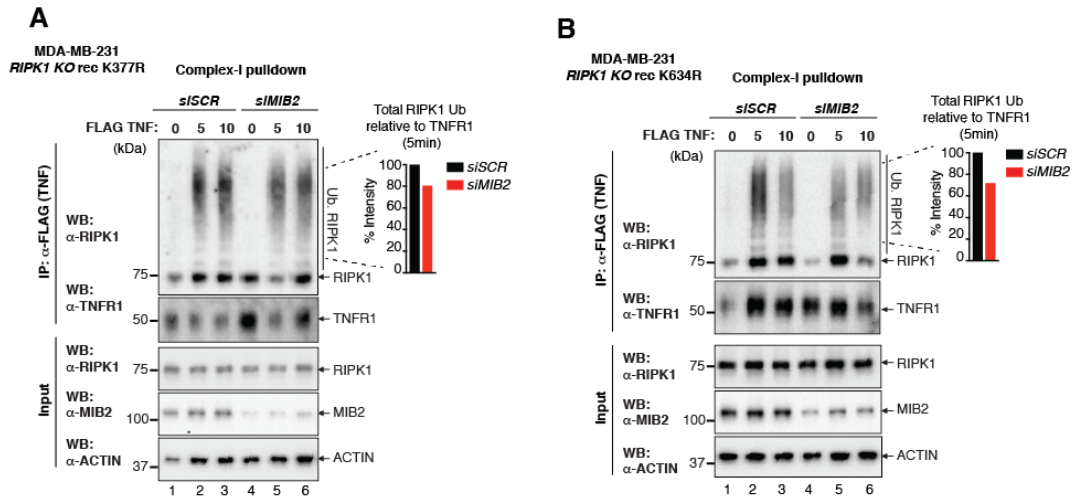 A
MDA-MB-231
RIPK1 KO rec K377R
Complex-I pulldown
siSCR siMIB2
FLAG TNF: 0 5 10 0 5 10
(kDa)
IP: α-FLAG (TNF)
WB:
α-RIPK1
75
Ub. RIPK1
RIPK1
WB:
α-TNFR1
50
TNFR1
Input
WB:
α-RIPK1
75
RIPK1
WB:
α-MIB2
100
MIB2
WB:
α-ACTIN
37
ACTIN
1 2 3 4 5 6
Total RIPK1 Ub
relative to TNFR1
(5min)
% Intensity
100
80
60
40
20
0
siSCR
siMIB2
B
MDA-MB-231
RIPK1 KO rec K634R
Complex-I pulldown
siSCR siMIB2
FLAG TNF: 0 5 10 0 5 10
(kDa)
IP: α-FLAG (TNF)
WB:
α-RIPK1
75
Ub. RIPK1
RIPK1
WB:
α-TNFR1
50
TNFR1
Input
WB:
α-RIPK1
75
RIPK1
WB:
α-MIB2
100
MIB2
WB:
α-ACTIN
37
ACTIN
1 2 3 4 5 6
Total RIPK1 Ub
relative to TNFR1
(5min)
% Intensity
100
80
60
40
20
0
siSCR
siMIB2